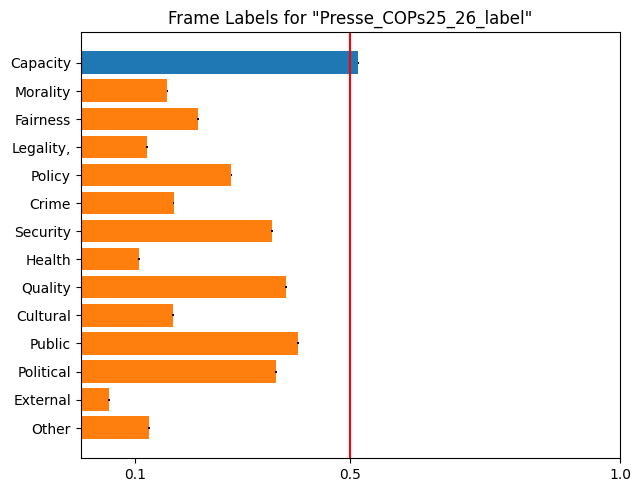 Frame Labels for "Presse_COPs25_26_label"
Capacity
Morality
Fairness
Legality,
Policy
Crime
Security
Health
Quality
Cultural
Public
Political
External
Other
0.1 0.5 1.0